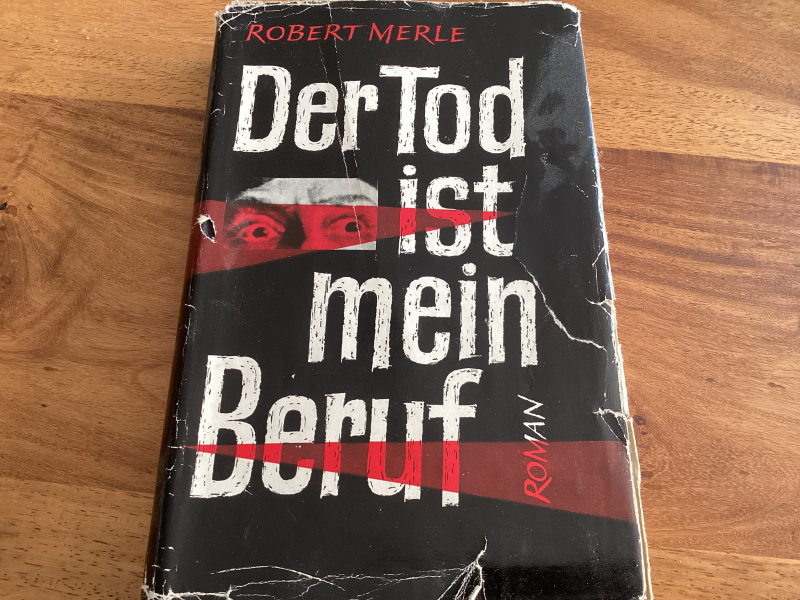 ROBERT MERLE
Der Tod
ist
mein
Beruf
ROMAN